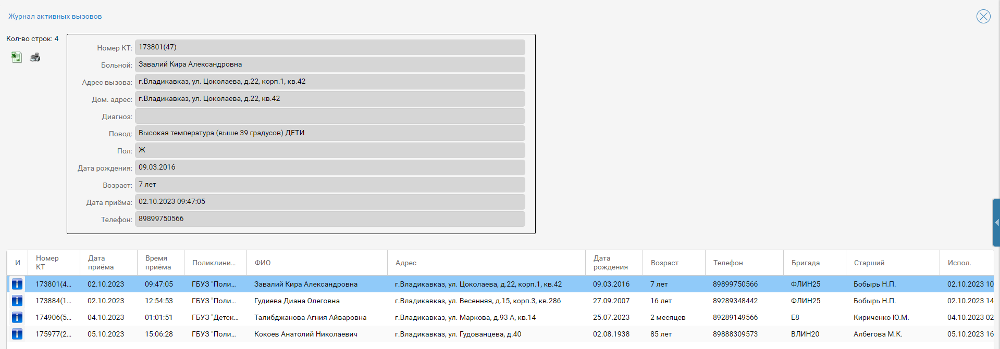 Журнал активных вызовов
Кол-во строк: 4
Номер КТ: 173801(47)
Больной: Завалий Кира Александровна
Адрес вызова: г.Владикавказ, ул. Цоколаева, д.22, корп.1, кв.42
Дом. адрес: г.Владикавказ, ул. Цоколаева, д.22, кв.42
Диагноз:
Повод: Высокая температура (выше 39 градусов) ДЕТИ
Пол: Ж
Дата рождения: 09.03.2016
Возраст: 7 лет
Дата приёма: 02.10.2023 09:47:05
Телефон: 89899750566
И Номер КТ Дата приёма Время приёма Поликлини... ФИО Адрес Дата рождения Возраст Телефон Бригада Старший Испол.
173801(4... 02.10.2023 09:47:05 ГБУЗ "Поли... Завалий Кира Александровна г.Владикавказ, ул. Цоколаева, д.22, корп.1, кв.42 09.03.2016 7 лет 89899750566 ФЛИН25 Бобырь Н.П. 02.10.2023 10
173884(1... 02.10.2023 12:54:53 ГБУЗ "Поли... Гудиева Диана Олеговна г.Владикавказ, ул. Весенняя, д.15, корп.3, кв.286 27.09.2007 16 лет 89289348442 ФЛИН25 Бобырь Н.П. 02.10.2023 14
174906(5... 04.10.2023 01:01:51 ГБУЗ "Детск... Талибджанова Агния Айваровна г.Владикавказ, ул. Маркова, д.93 А, кв.14 25.07.2023 2 месяцев 89289149566 Е8 Кириченко Ю.М. 04.10.2023 02
175977(2... 05.10.2023 15:06:28 ГБУЗ "Поли... Кокоев Анатолий Николаевич г.Владикавказ, ул. Гудованцева, д.40 02.08.1938 85 лет 89888309573 ВЛИН20 Албегова М.К. 05.10.2023 16